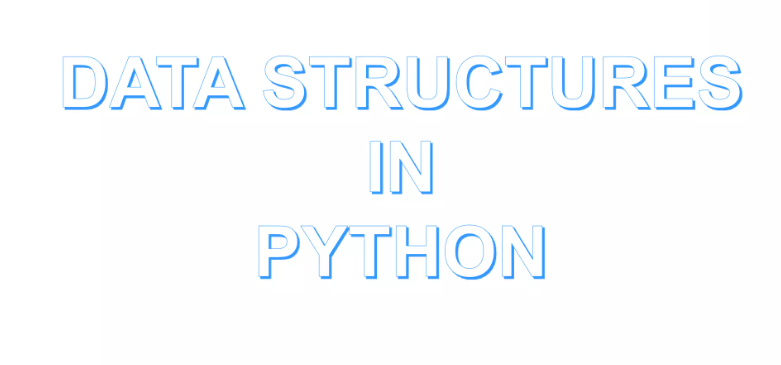 DATA STRUCTURES
IN
PYTHON